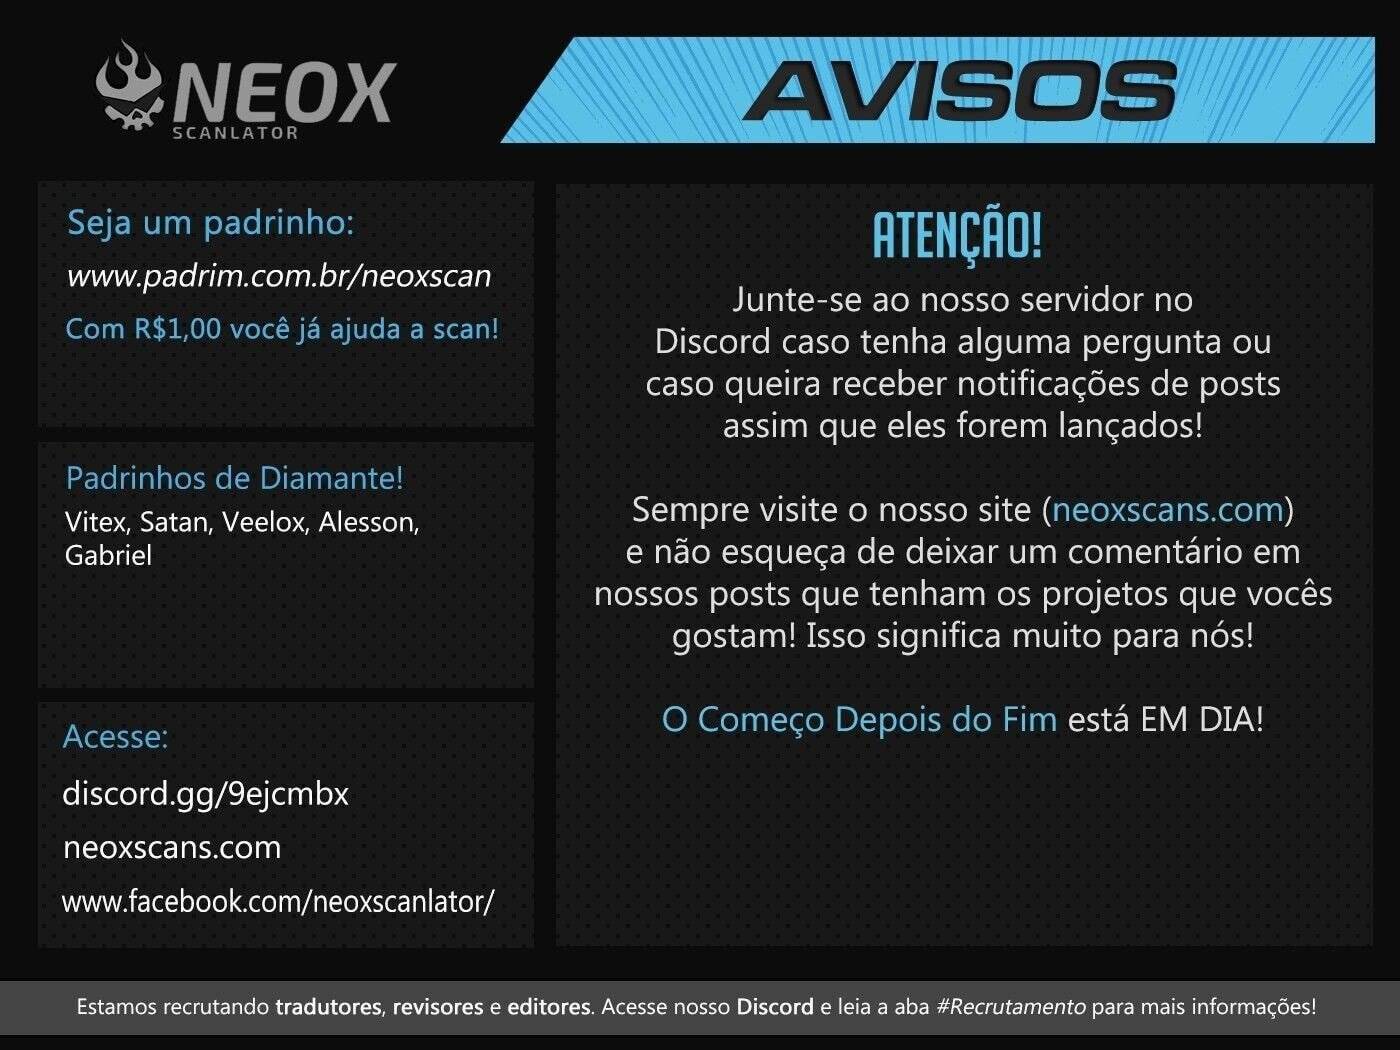 NEOX
SCANLATOR
AVISOS
Seja um padrinho:
www.padrim.com.br/neoxscan
Com R$1,00 você já ajuda a scan!
Padrinhos de Diamante!
Vitex, Satan, Veelox, Alesson,
Gabriel
Acesse:
discord.gg/9ejcmbx
neoxscans.com
www.facebook.com/neoxscanlator/
ATENÇÃO!
Junte-se ao nosso servidor no
Discord caso tenha alguma pergunta ou
caso queira receber notificações de posts
assim que eles forem lançados!
Sempre visite o nosso site (neoxscans.com)
e não esqueça de deixar um comentário em
nossos posts que tenham os projetos que vocês
gostam! Isso significa muito para nós!
O Começo Depois do Fim está EM DIA!
Estamos recrutando tradutores, revisores e editores. Acesse nosso Discord e leia a aba #Recrutamento para mais informações!